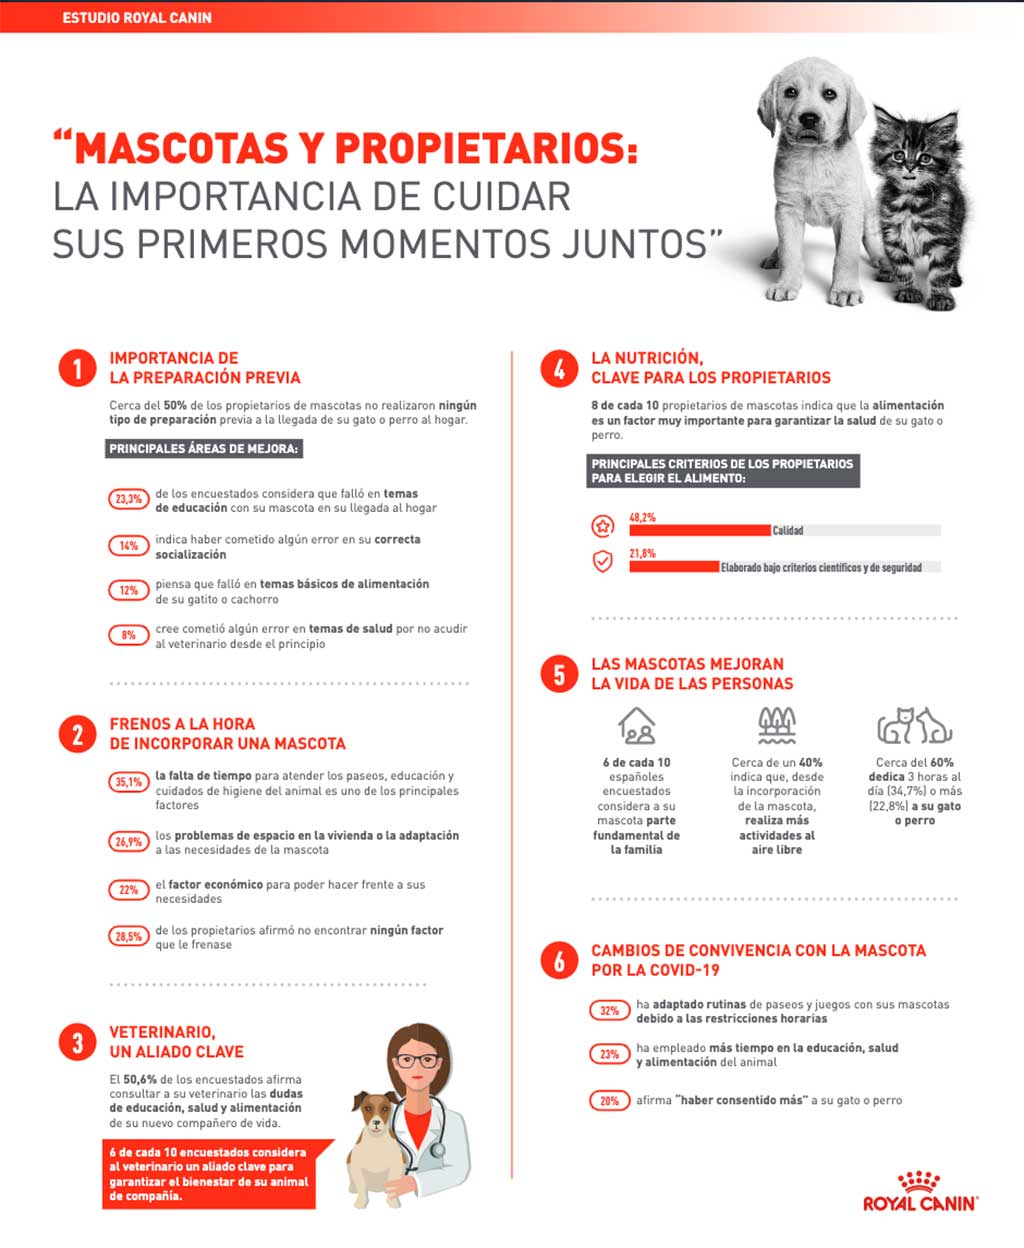 ESTUDIO ROYAL CANIN
“MASCOTAS Y PROPIETARIOS:
LA IMPORTANCIA DE CUIDAR
SUS PRIMEROS MOMENTOS JUNTOS”
1
IMPORTANCIA DE
LA PREPARACIÓN PREVIA
Cerca del 50% de los propietarios de mascotas no realizaron ningún
tipo de preparación previa a la llegada de su gato o perro al hogar.
PRINCIPALES ÁREAS DE MEJORA:
23,3% de los encuestados considera que falló en temas
de educación con su mascota en su llegada al hogar
14% indica haber cometido algún error en su correcta
socialización
12% piensa que falló en temas básicos de alimentación
de su gatito o cachorro
8% cree cometió algún error en temas de salud por no acudir
al veterinario desde el principio
2
FRENOS A LA HORA
DE INCORPORAR UNA MASCOTA
35,1% la falta de tiempo para atender los paseos, educación y
cuidados de higiene del animal es uno de los principales
factores
26,9% los problemas de espacio en la vivienda o la adaptación
a las necesidades de la mascota
22% el factor económico para poder hacer frente a sus
necesidades
28,5% de los propietarios afirmó no encontrar ningún factor
que le frenase
3
VETERINARIO,
UN ALIADO CLAVE
El 50,6% de los encuestados afirma
consultar a su veterinario las dudas
de educación, salud y alimentación
de su nuevo compañero de vida.
6 de cada 10 encuestados considera
al veterinario un aliado clave para
garantizar el bienestar de su animal
de compañía.
4
LA NUTRICIÓN,
CLAVE PARA LOS PROPIETARIOS
8 de cada 10 propietarios de mascotas indica que la alimentación
es un factor muy importante para garantizar la salud de su gato o
perro.
PRINCIPALES CRITERIOS DE LOS PROPIETARIOS
PARA ELEGIR EL ALIMENTO:
48,2%
Calidad
21,8%
Elaborado bajo criterios científicos y de seguridad
5
LAS MASCOTAS MEJORAN
LA VIDA DE LAS PERSONAS
6 de cada 10
españoles
encuestados
considera a su
mascota parte
fundamental de
la familia
Cerca de un 40%
indica que, desde
la incorporación
de la mascota,
realiza más
actividades al
aire libre
Cerca del 60%
dedica 3 horas al
día (34,7%) o más
(22,8%) a su gato
o perro
6
CAMBIOS DE CONVIVENCIA CON LA MASCOTA
POR LA COVID-19
32% ha adaptado rutinas de paseos y juegos con sus mascotas
debido a las restricciones horarias
23% ha empleado más tiempo en la educación, salud
y alimentación del animal
20% afirma “haber consentido más” a su gato o perro
ROYAL CANIN®